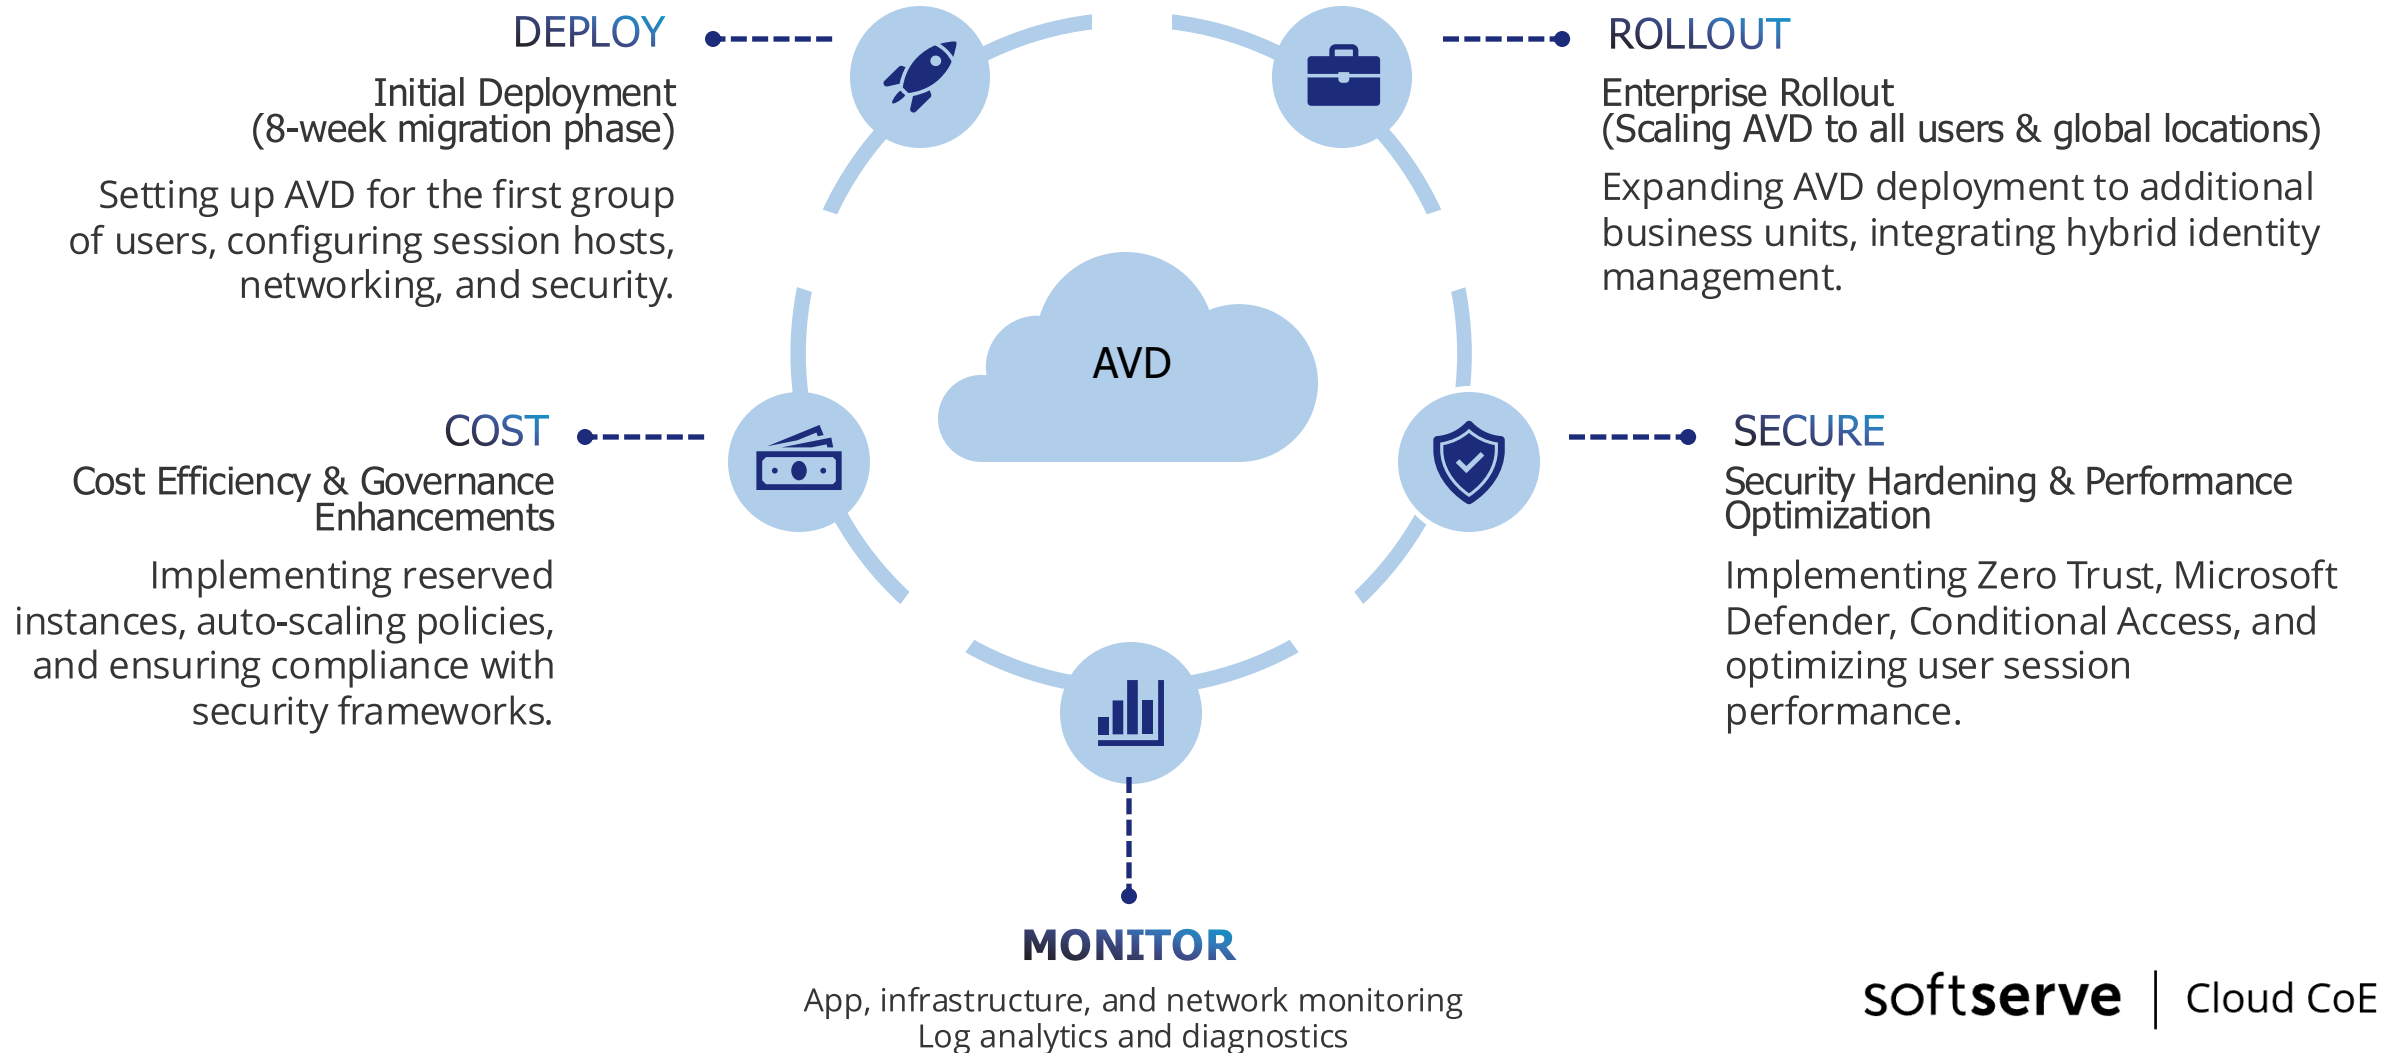 DEPLOY
Initial Deployment
(8-week migration phase)
Setting up AVD for the first group
of users, configuring session hosts,
networking, and security.
ROLLOUT
Enterprise Rollout
(Scaling AVD to all users & global locations)
Expanding AVD deployment to additional
business units, integrating hybrid identity
management.
AVD
COST
Cost Efficiency & Governance
Enhancements
Implementing reserved
instances, auto-scaling policies,
and ensuring compliance with
security frameworks.
SECURE
Security Hardening & Performance
Optimization
Implementing Zero Trust, Microsoft
Defender, Conditional Access, and
optimizing user session
performance.
MONITOR
App, infrastructure, and network monitoring
Log analytics and diagnostics
softserve | Cloud CoE